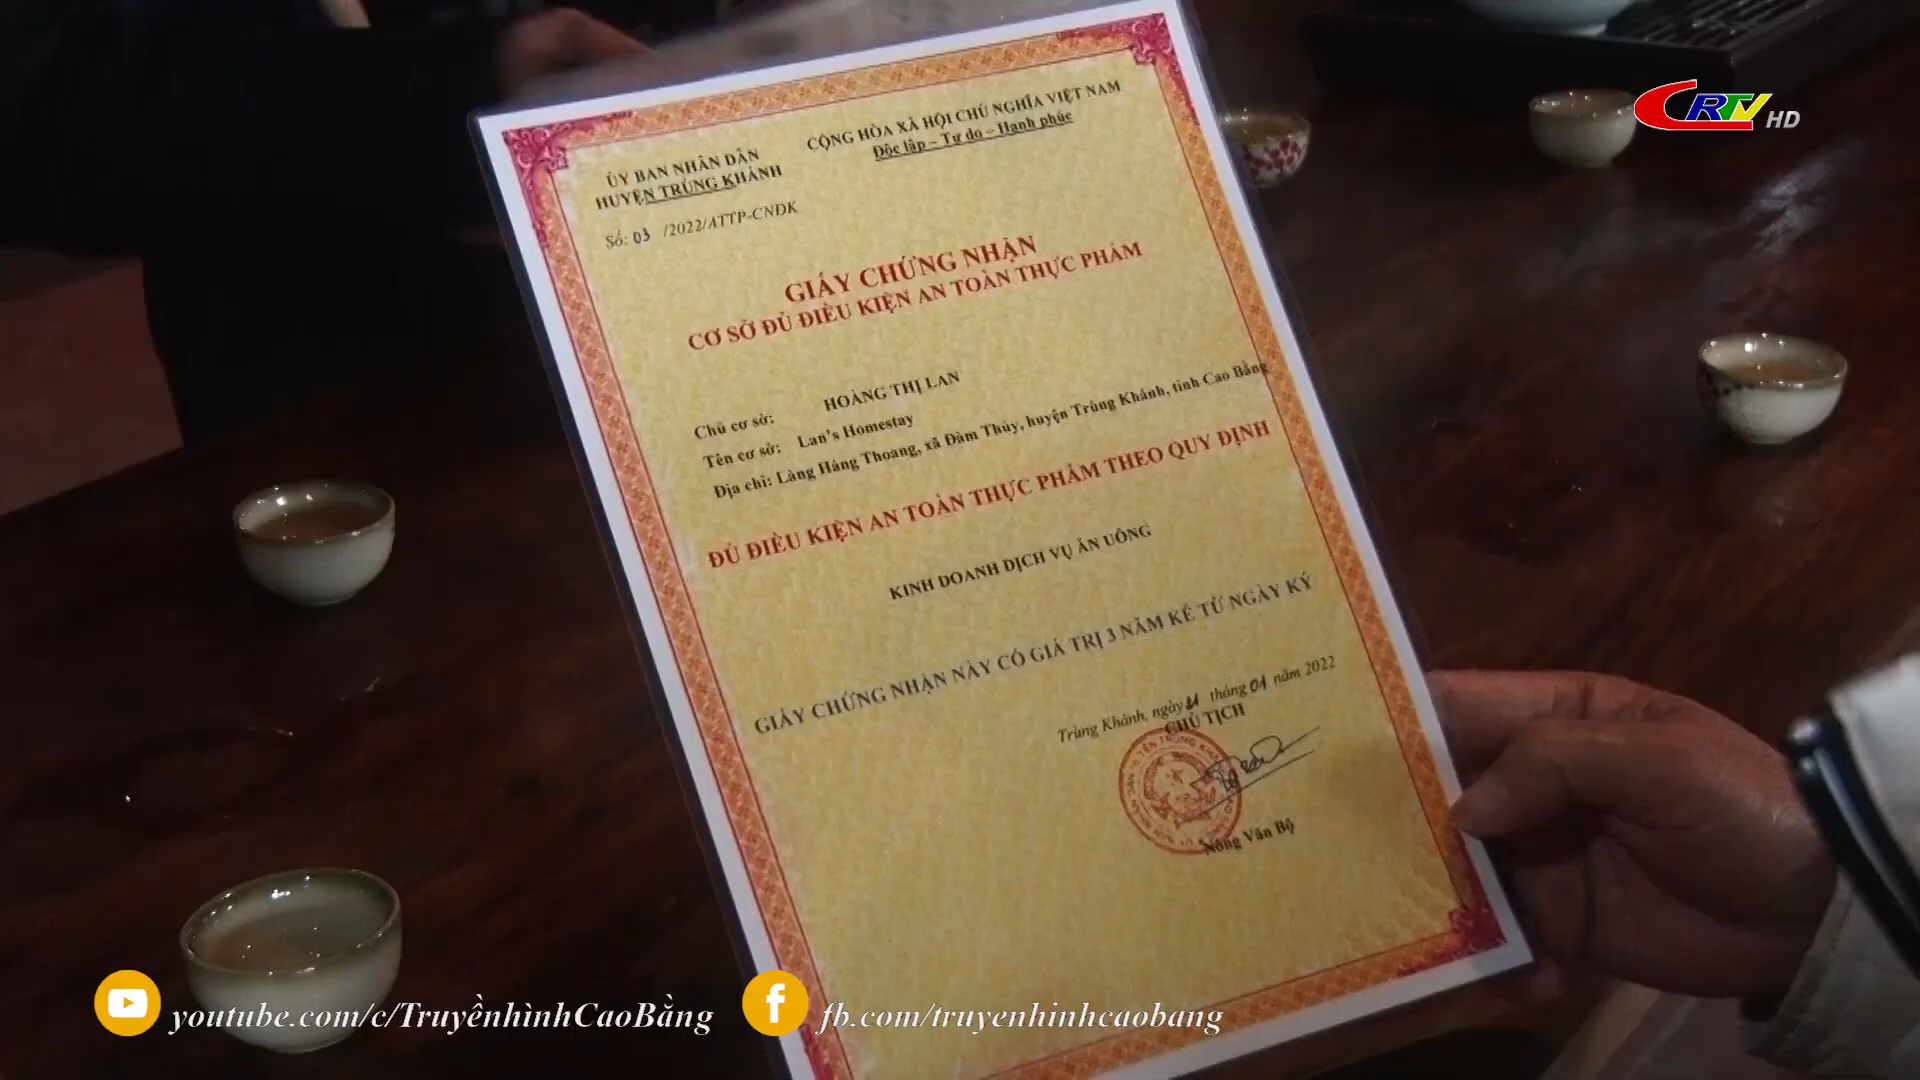 CRTV HD
ỦY BAN NHÂN DÂN
HUYỆN TRÙNG KHÁNH
CỘNG HÒA XÃ HỘI CHỦ NGHĨA VIỆT NAM
Độc lập – Tự do – Hạnh phúc
Số: 03 /2022/ATTP-CNĐK
GIẤY CHỨNG NHẬN
CƠ SỞ ĐỦ ĐIỀU KIỆN AN TOÀN THỰC PHẨM
Chủ cơ sở: HOÀNG THỊ LAN
Tên cơ sở: Lan's Homestay
Địa chỉ: Làng Háng Thoang, xã Đàm Thủy, huyện Trùng Khánh, tỉnh Cao Bằng
ĐỦ ĐIỀU KIỆN AN TOÀN THỰC PHẨM THEO QUY ĐỊNH
KINH DOANH DỊCH VỤ ĂN UỐNG
GIẤY CHỨNG NHẬN NÀY CÓ GIÁ TRỊ 3 NĂM KỂ TỪ NGÀY KÝ
Trùng Khánh, ngày 21 tháng 01 năm 2022
CHỦ TỊCH
Nông Văn Bộ
youtube.com/c/TruyềnhìnhCaoBằng
fb.com/truyenhinhcaobang